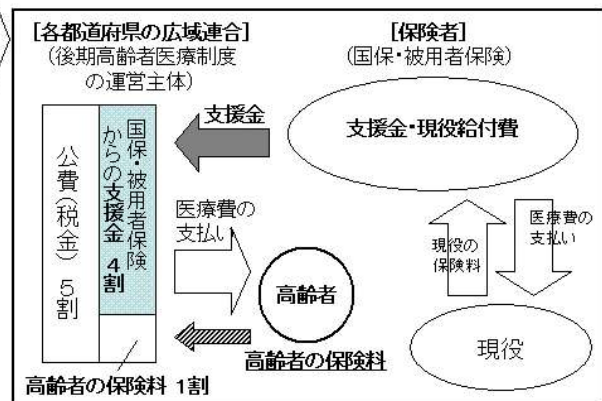 [各都道府県の広域連合]
(後期高齢者医療制度
の運営主体)
[保険者]
(国保・被用者保険)
公費(税金) 5割
国保・被用者保険
からの支援金 4割
支援金
支援金・現役給付費
医療費の
支払い
高齢者
高齢者の保険料
高齢者の保険料 1割
現役の
保険料
医療費の
支払い
現役